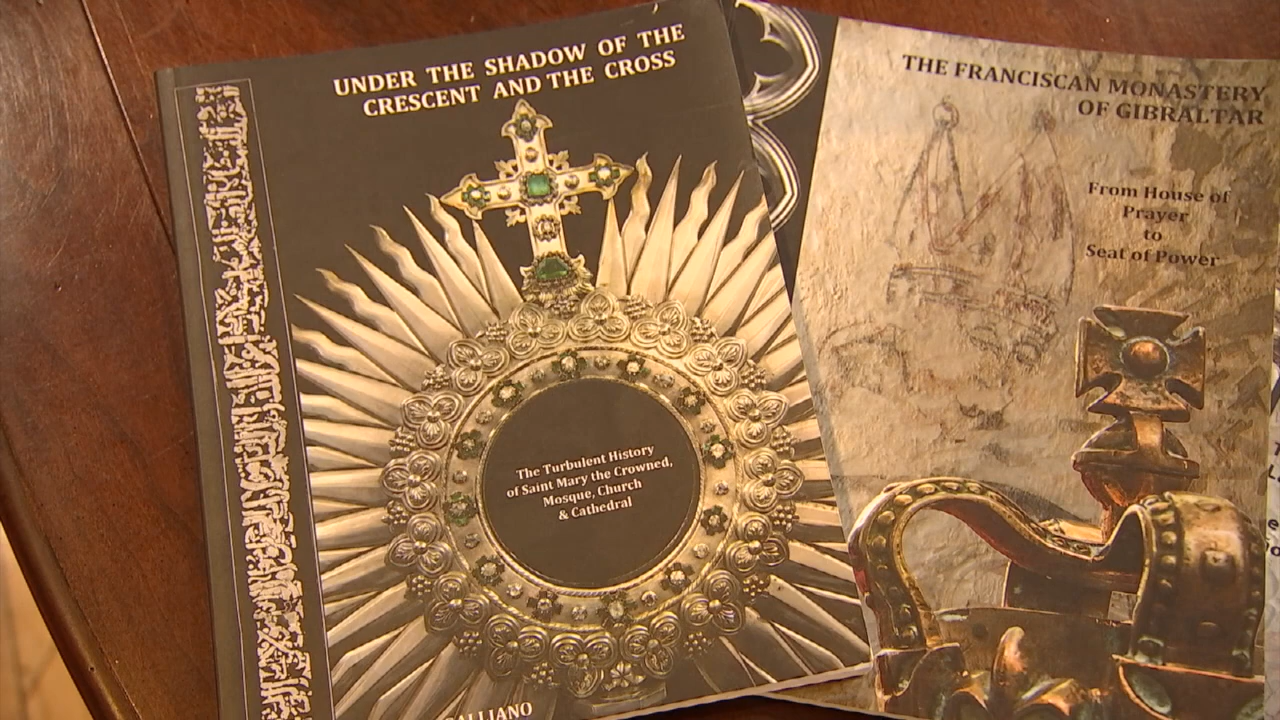 UNDER THE SHADOW OF THE
CRESCENT AND THE CROSS
The Turbulent History
of Saint Mary the Crowned,
Mosque, Church
& Cathedral
THE FRANCISCAN MONASTERY
OF GIBRALTAR
From House of
Prayer
to
Seat of Power